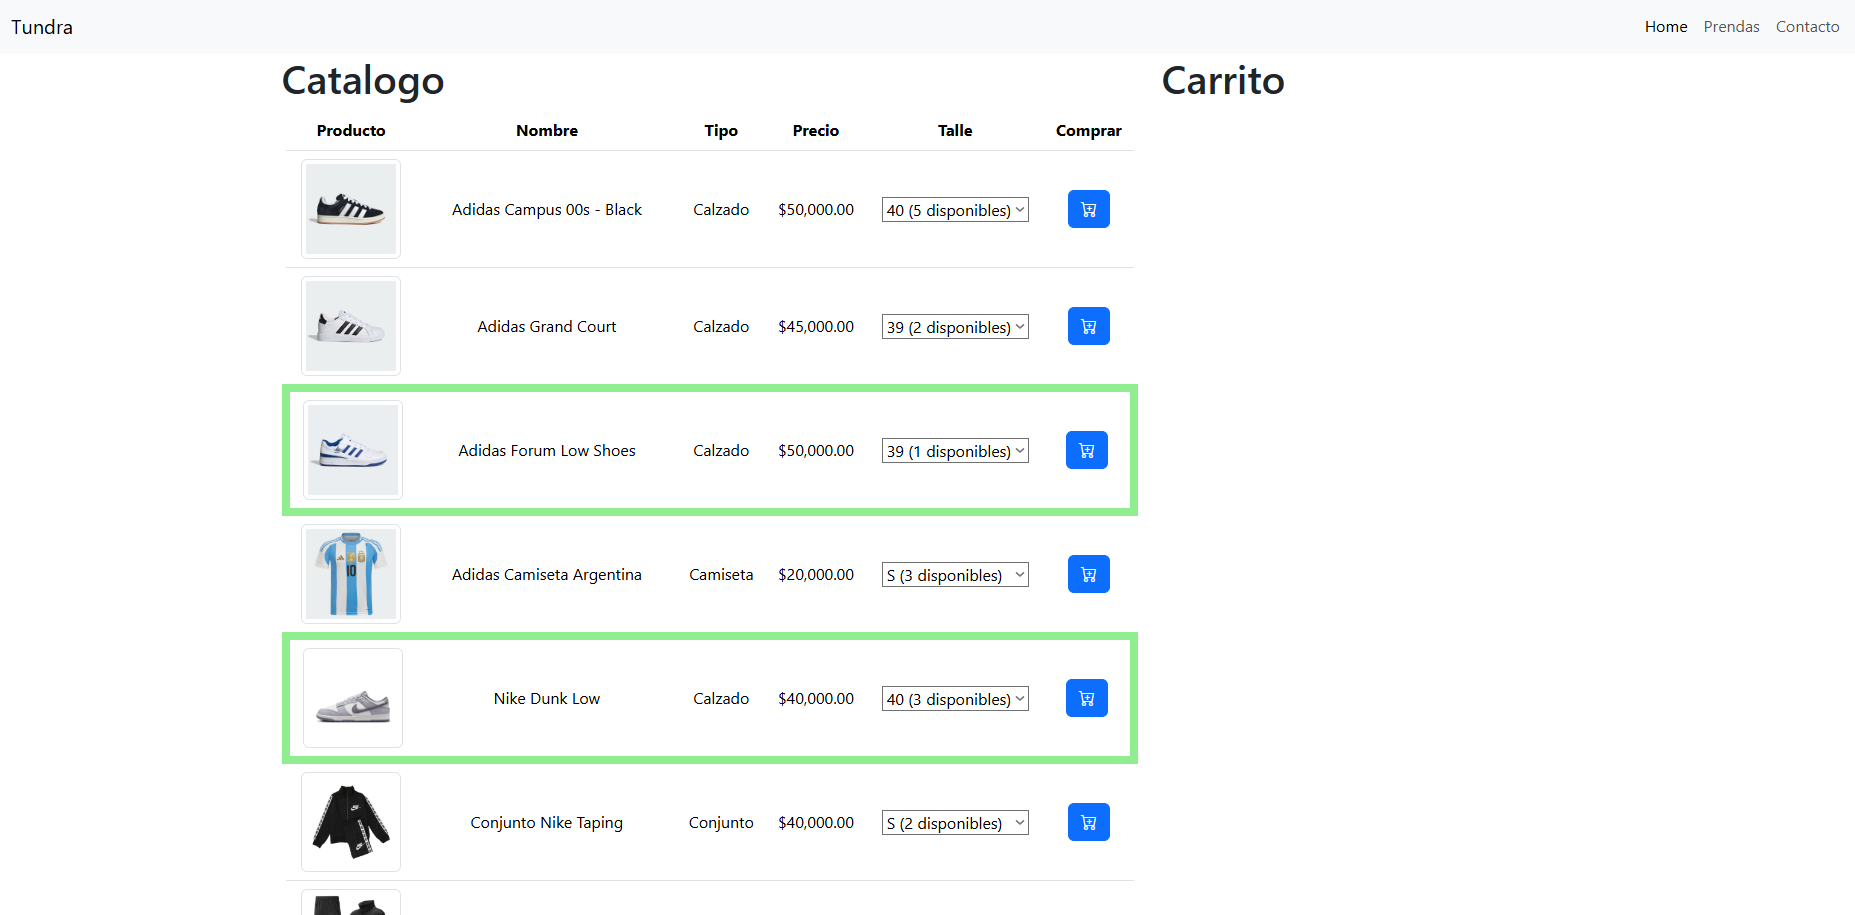 Tundra
Home Prendas Contacto
Catalogo
Carrito
Producto Nombre Tipo Precio Talle Comprar
Adidas Campus 00s - Black Calzado $50,000.00 40 (5 disponibles)
Adidas Grand Court Calzado $45,000.00 39 (2 disponibles)
Adidas Forum Low Shoes Calzado $50,000.00 39 (1 disponibles)
10
Adidas Camiseta Argentina Camiseta $20,000.00 S (3 disponibles)
Nike Dunk Low Calzado $40,000.00 40 (3 disponibles)
Conjunto Nike Taping Conjunto $40,000.00 S (2 disponibles)